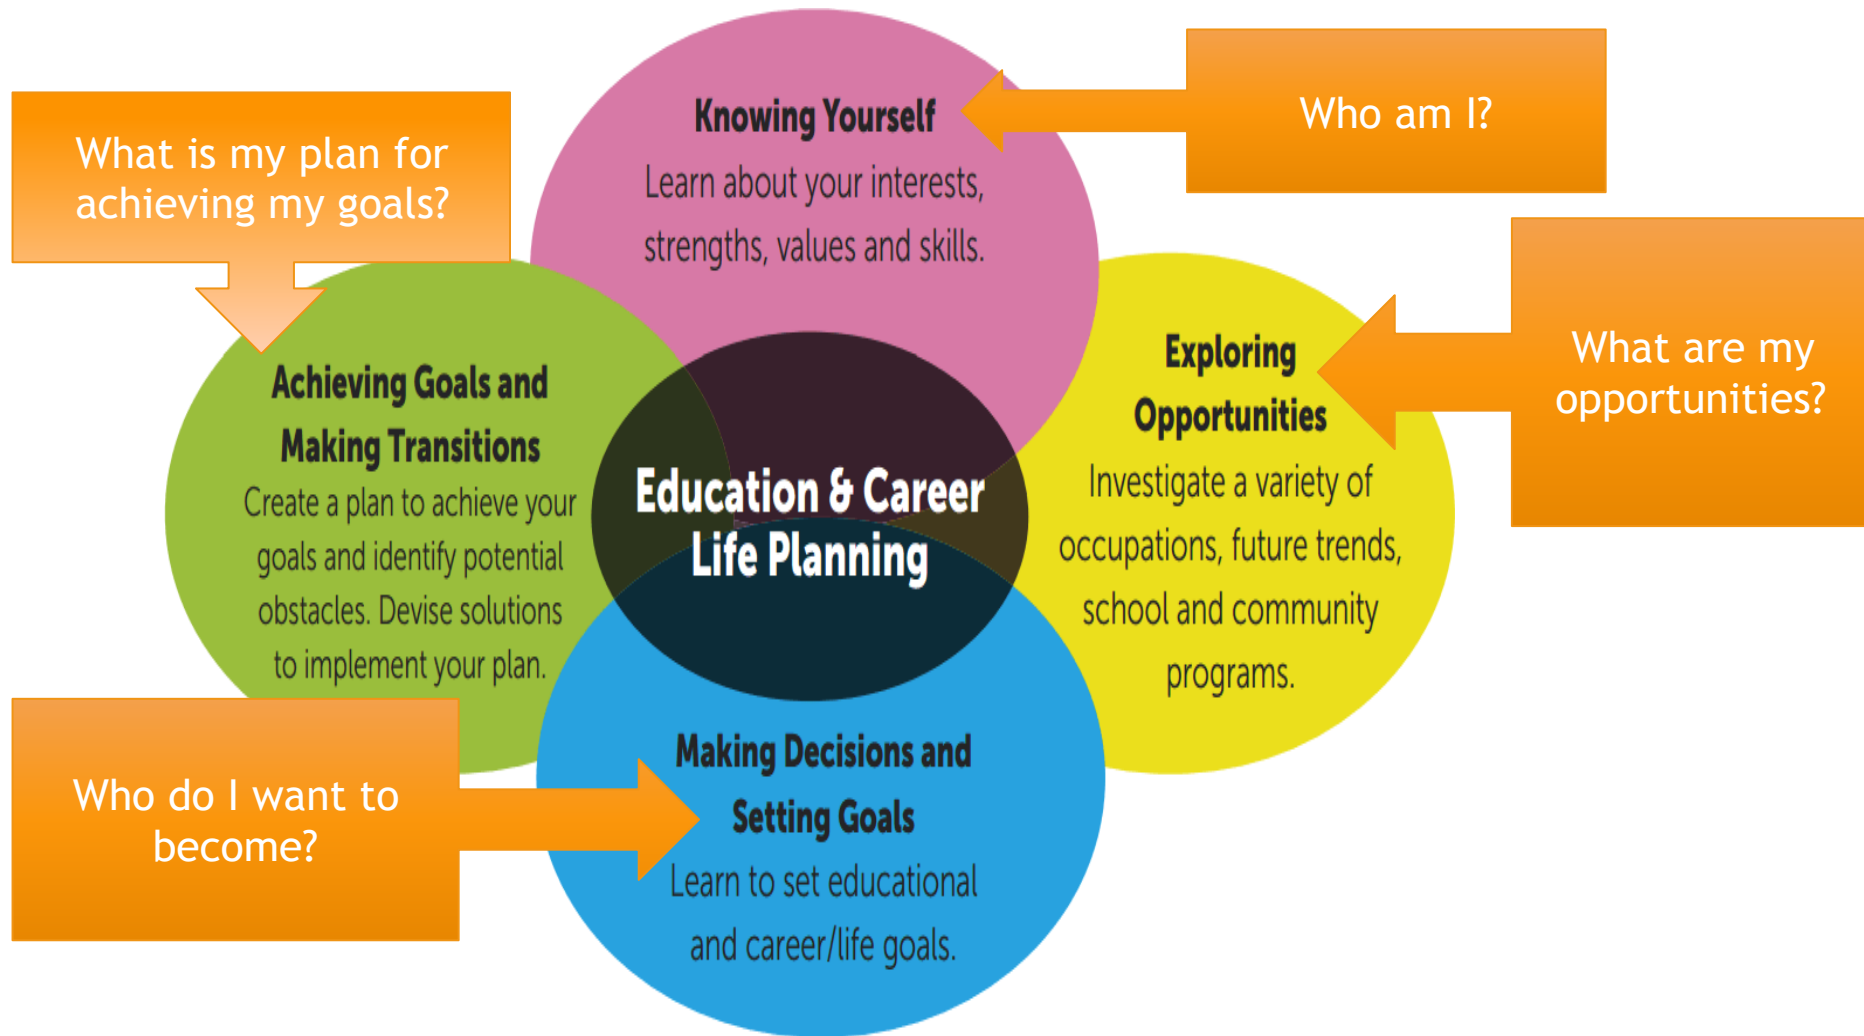 Knowing Yourself
Learn about your interests,
strengths, values and skills.
Who am I?
What is my plan for
achieving my goals?
Exploring
Opportunities
Investigate a variety of
occupations, future trends,
school and community
programs.
What are my
opportunities?
Achieving Goals and
Making Transitions
Create a plan to achieve your
goals and identify potential
obstacles. Devise solutions
to implement your plan.
Education & Career
Life Planning
Making Decisions and
Setting Goals
Learn to set educational
and career/life goals.
Who do I want to
become?